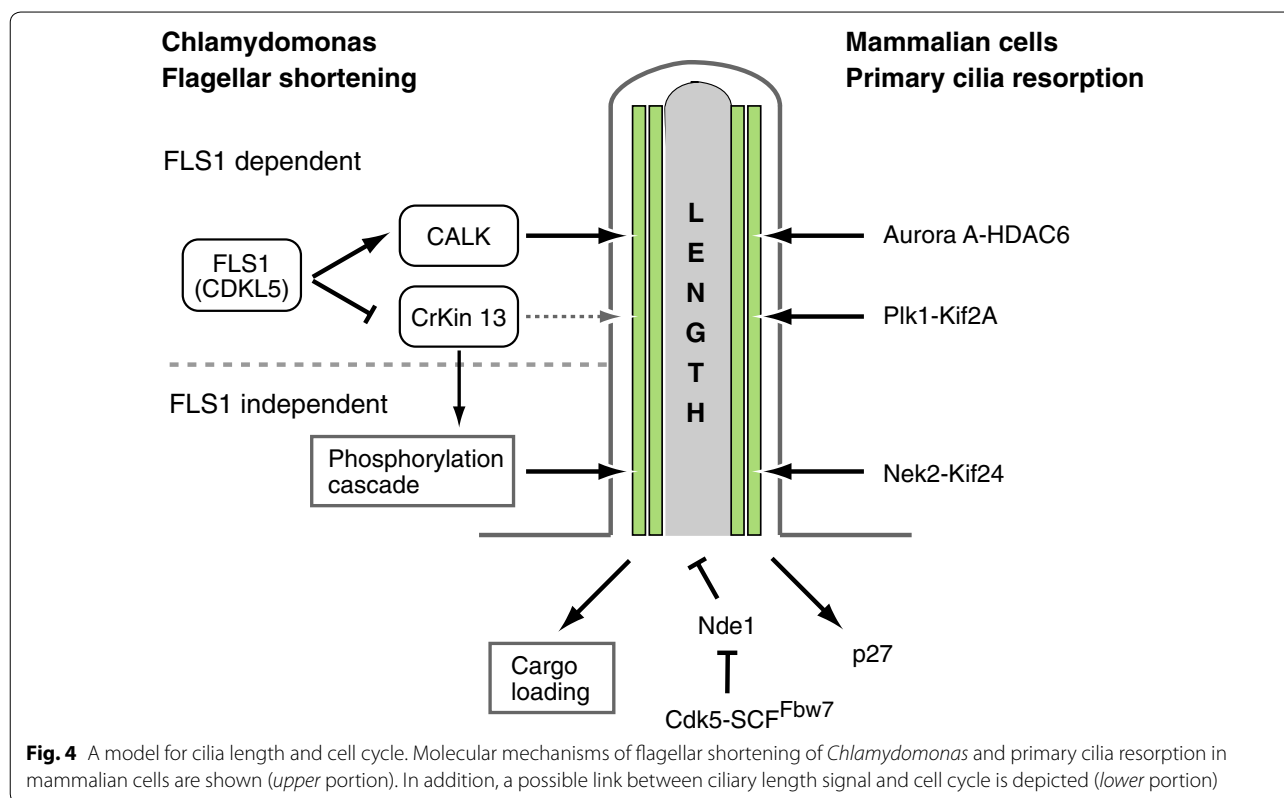 Chlamydomonas
Flagellar shortening
Mammalian cells
Primary cilia resorption
FLS1 dependent
FLS1
(CDKL5)
CALK
CrKin 13
FLS1 independent
Phosphorylation
cascade
L
E
N
G
T
H
Aurora A-HDAC6
Plk1-Kif2A
Nek2-Kif24
Cargo
loading
Nde1
Cdk5-SCFFbw7
p27
Fig. 4 A model for cilia length and cell cycle. Molecular mechanisms of flagellar shortening of Chlamydomonas and primary cilia resorption in
mammalian cells are shown (upper portion). In addition, a possible link between ciliary length signal and cell cycle is depicted (lower portion)